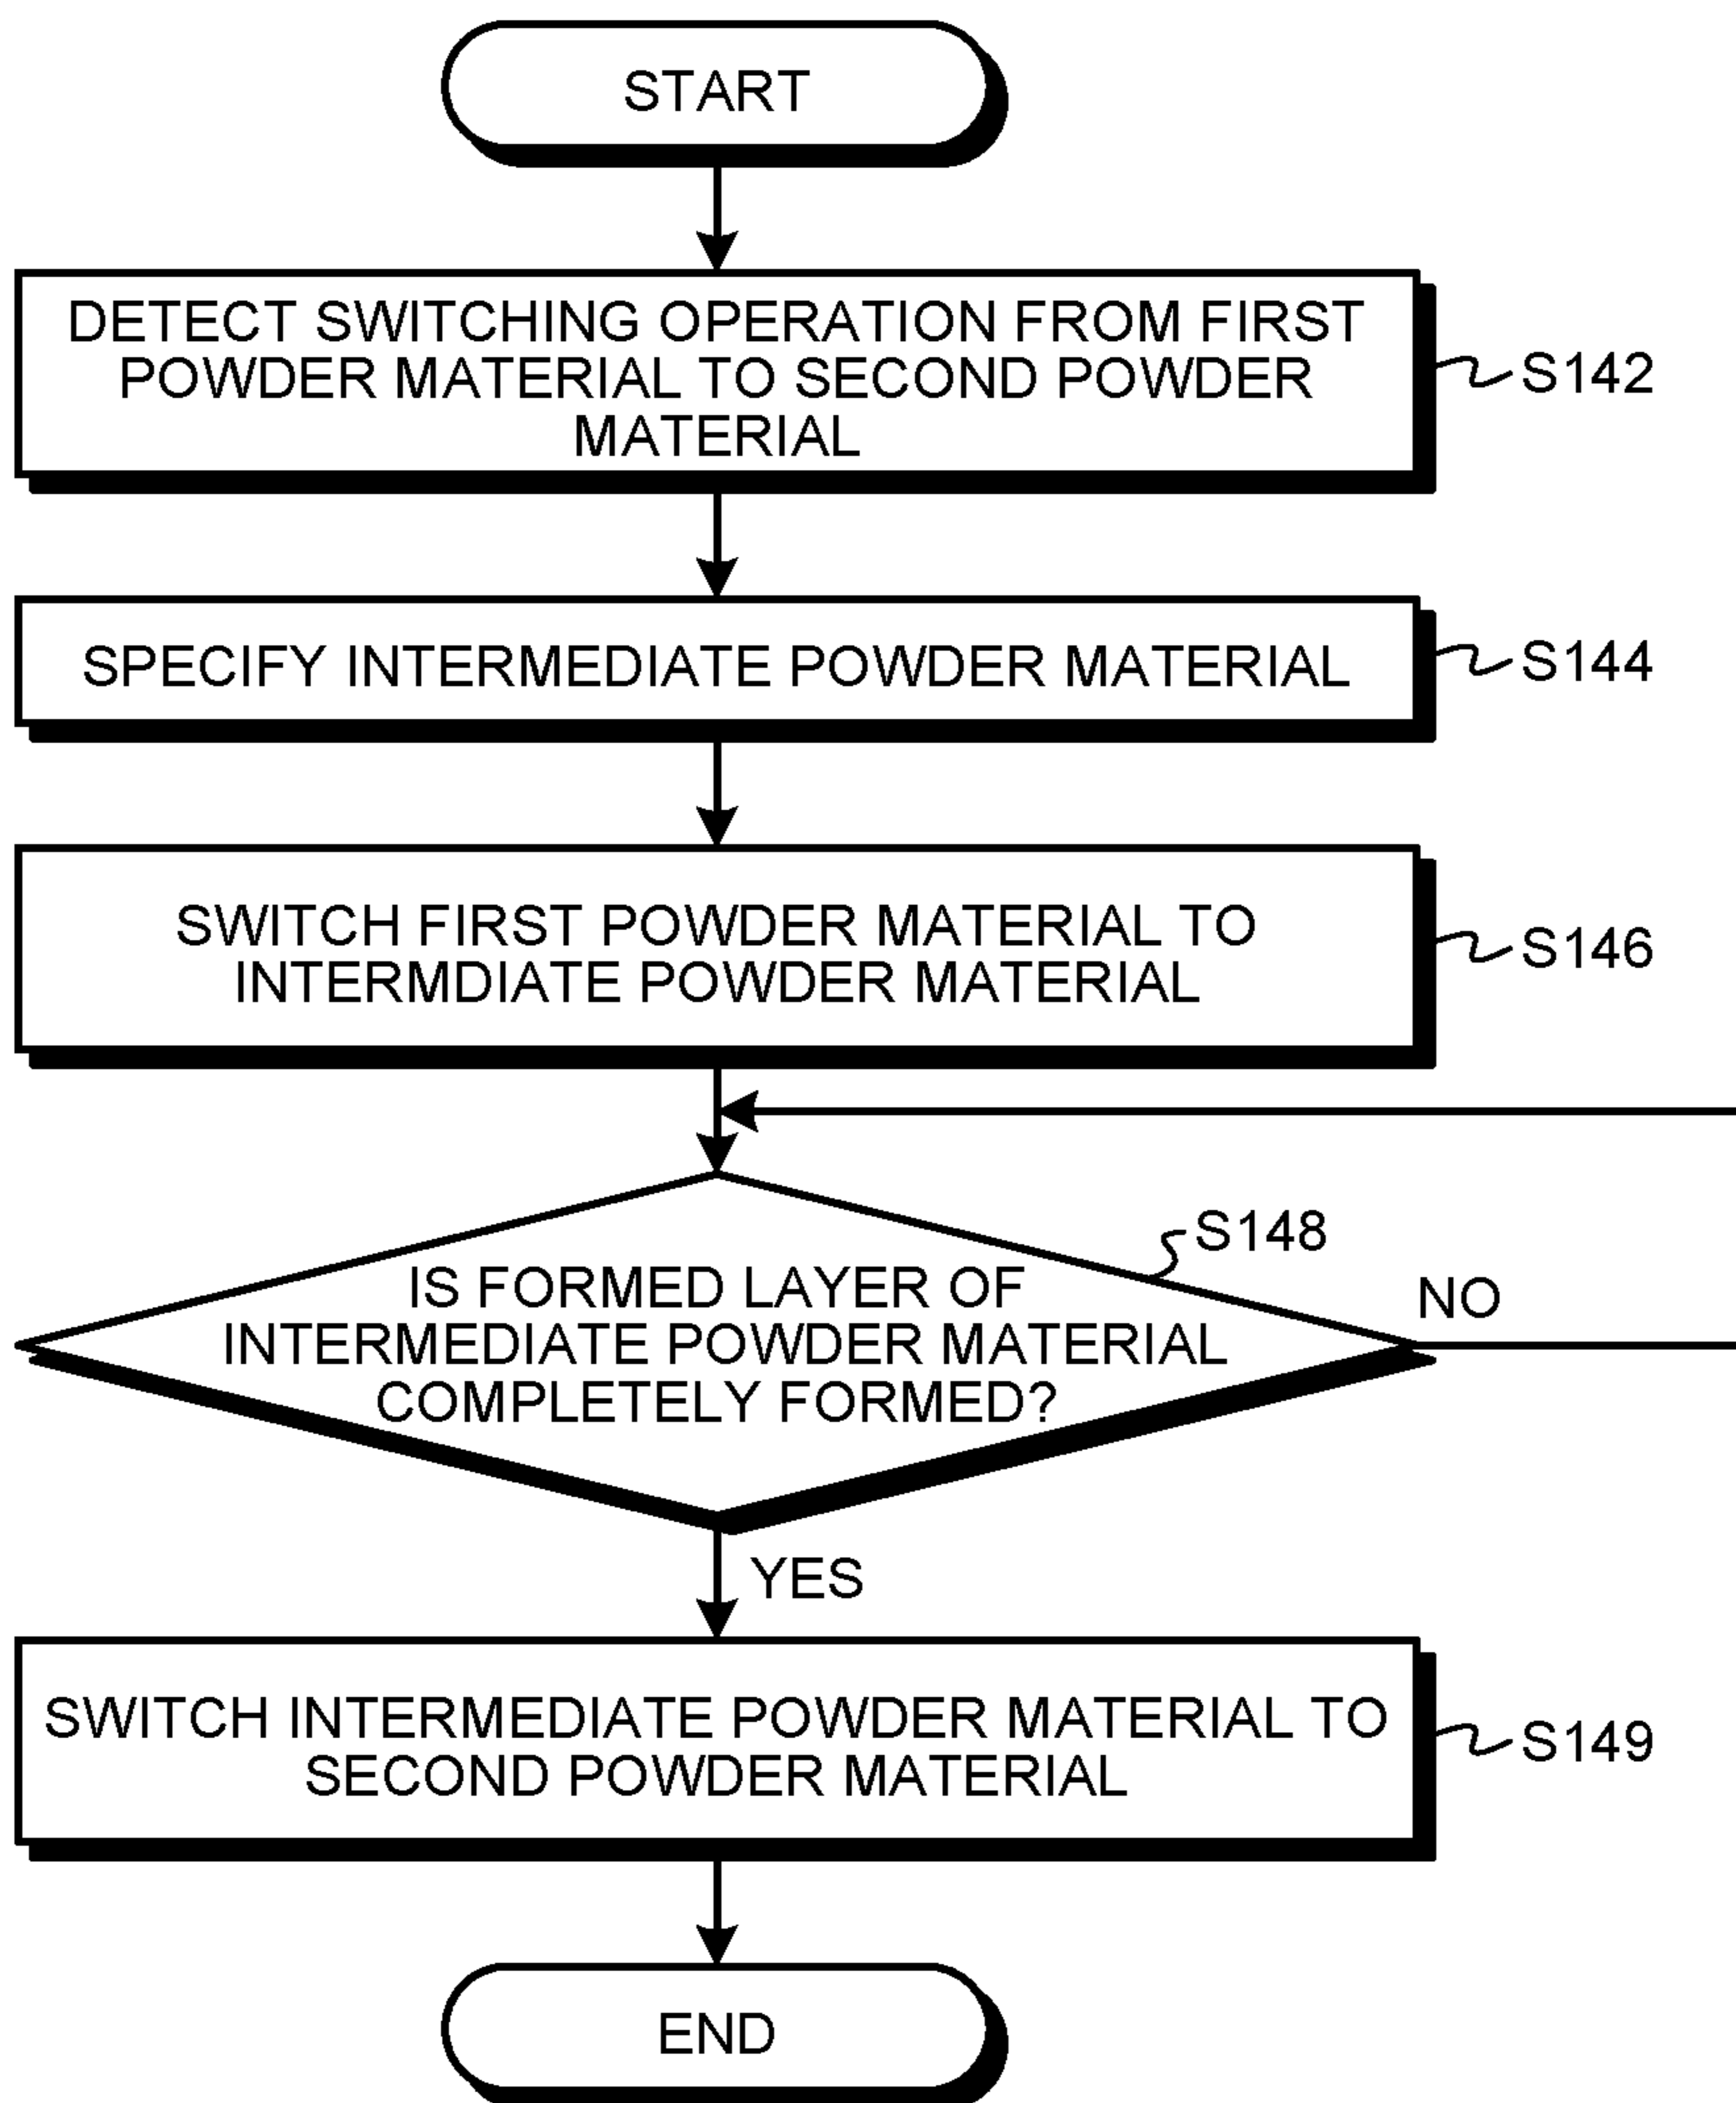 START
DETECT SWITCHING OPERATION FROM FIRST
POWDER MATERIAL TO SECOND POWDER
MATERIAL
S142
SPECIFY INTERMEDIATE POWDER MATERIAL
S144
SWITCH FIRST POWDER MATERIAL TO
INTERMDIATE POWDER MATERIAL
S146
S148
IS FORMED LAYER OF
INTERMEDIATE POWDER MATERIAL
COMPLETELY FORMED?
NO
YES
SWITCH INTERMEDIATE POWDER MATERIAL TO
SECOND POWDER MATERIAL
S149
END